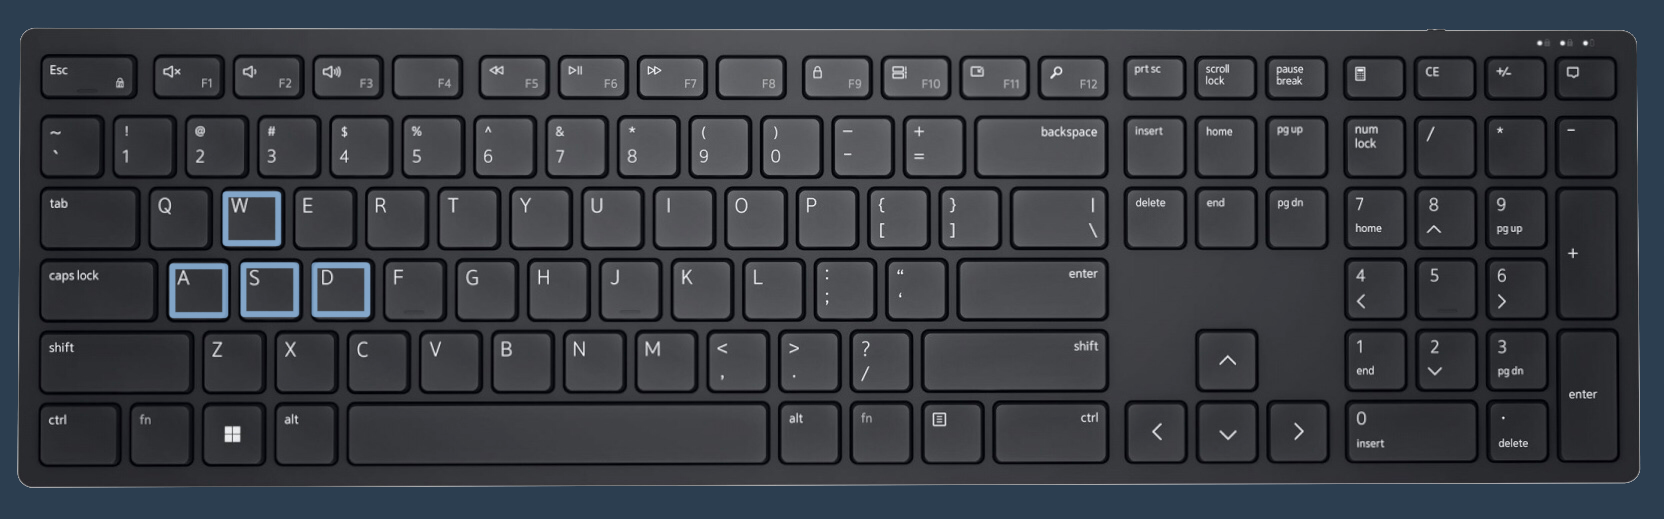 Esc F1 F2 F3 F4 F5 F6 F7 F8 F9 F10 F11 F12 prt sc scroll lock pause break CE +/-
~ ! @ # $ % ^ & * ( ) − + backspace insert home pg up num lock / * −
` 1 2 3 4 5 6 7 8 9 0 - =
tab Q W E R T Y U I O P { } | delete end pg dn 7 8 9
[ ] \ home pg up
caps lock A S D F G H J K L : “ enter 4 5 6 +
; ‘
shift Z X C V B N M < > ? shift 1 2 3
, . / end pg dn
ctrl fn alt alt fn ctrl 0 . enter
insert delete